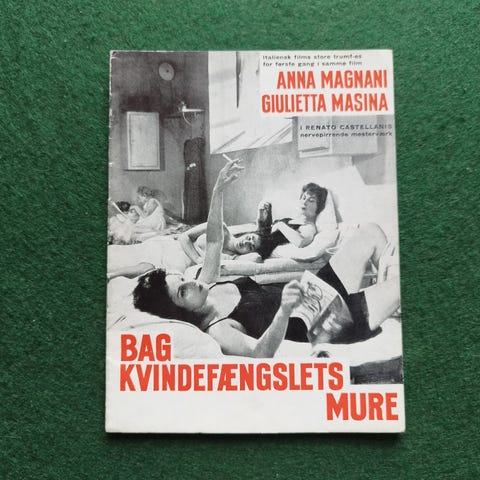 Italiensk films store trumf-es
for første gang i samme film
ANNA MAGNANI
GIULIETTA MASINA
I RENATO CASTELLANIS
nervepirrende mesterværk
BAG
KVINDEFÆNGSLETS
MURE